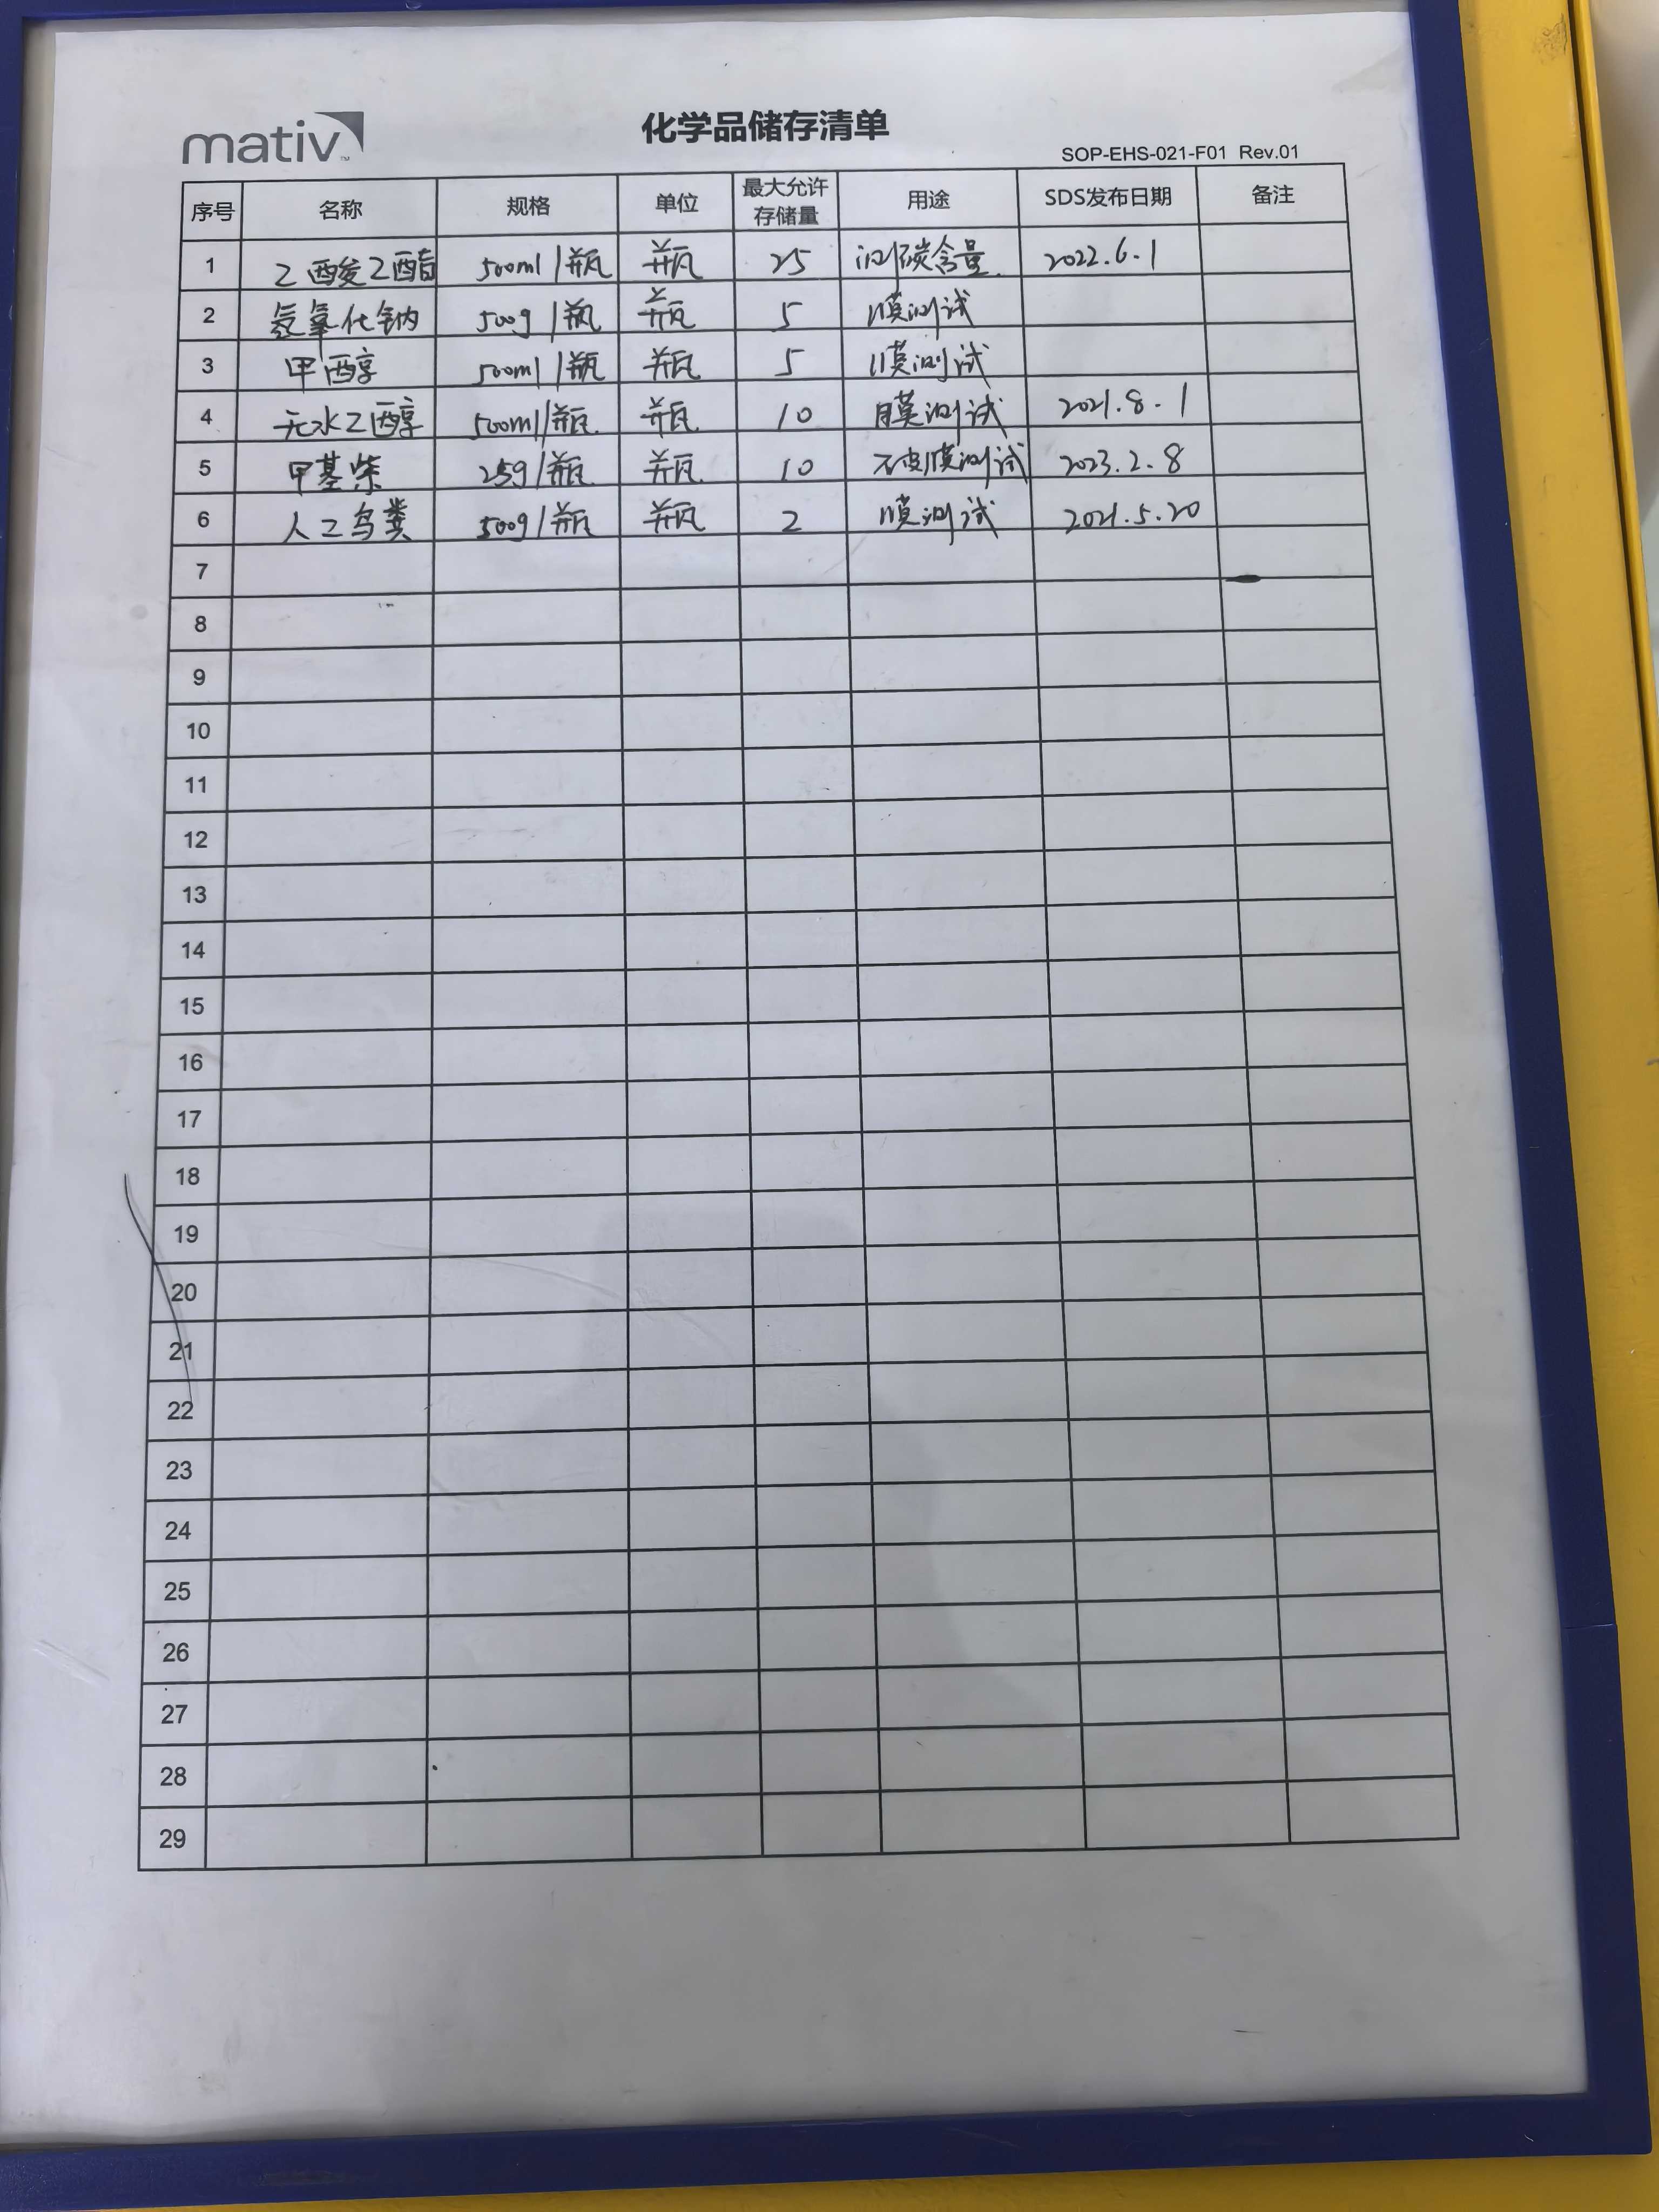 mativ™
化学品储存清单
SOP-EHS-021-F01 Rev.01
序号 名称 规格 单位 最大允许存储量 用途 SDS发布日期 备注
1 乙酸乙酯 500ml/瓶 瓶 25 测碳含量 2022.6.1
2 氢氧化钠 500g/瓶 瓶 5 膜测试
3 甲醇 500ml/瓶 瓶 5 膜测试
4 无水乙醇 500ml/瓶 瓶 10 膜测试 2021.8.1
5 甲基紫 25g/瓶 瓶 10 膜测试 2023.2.8
6 人工鸟粪 500g/瓶 瓶 2 膜测试 2021.5.20
7
8
9
10
11
12
13
14
15
16
17
18
19
20
21
22
23
24
25
26
27
28
29